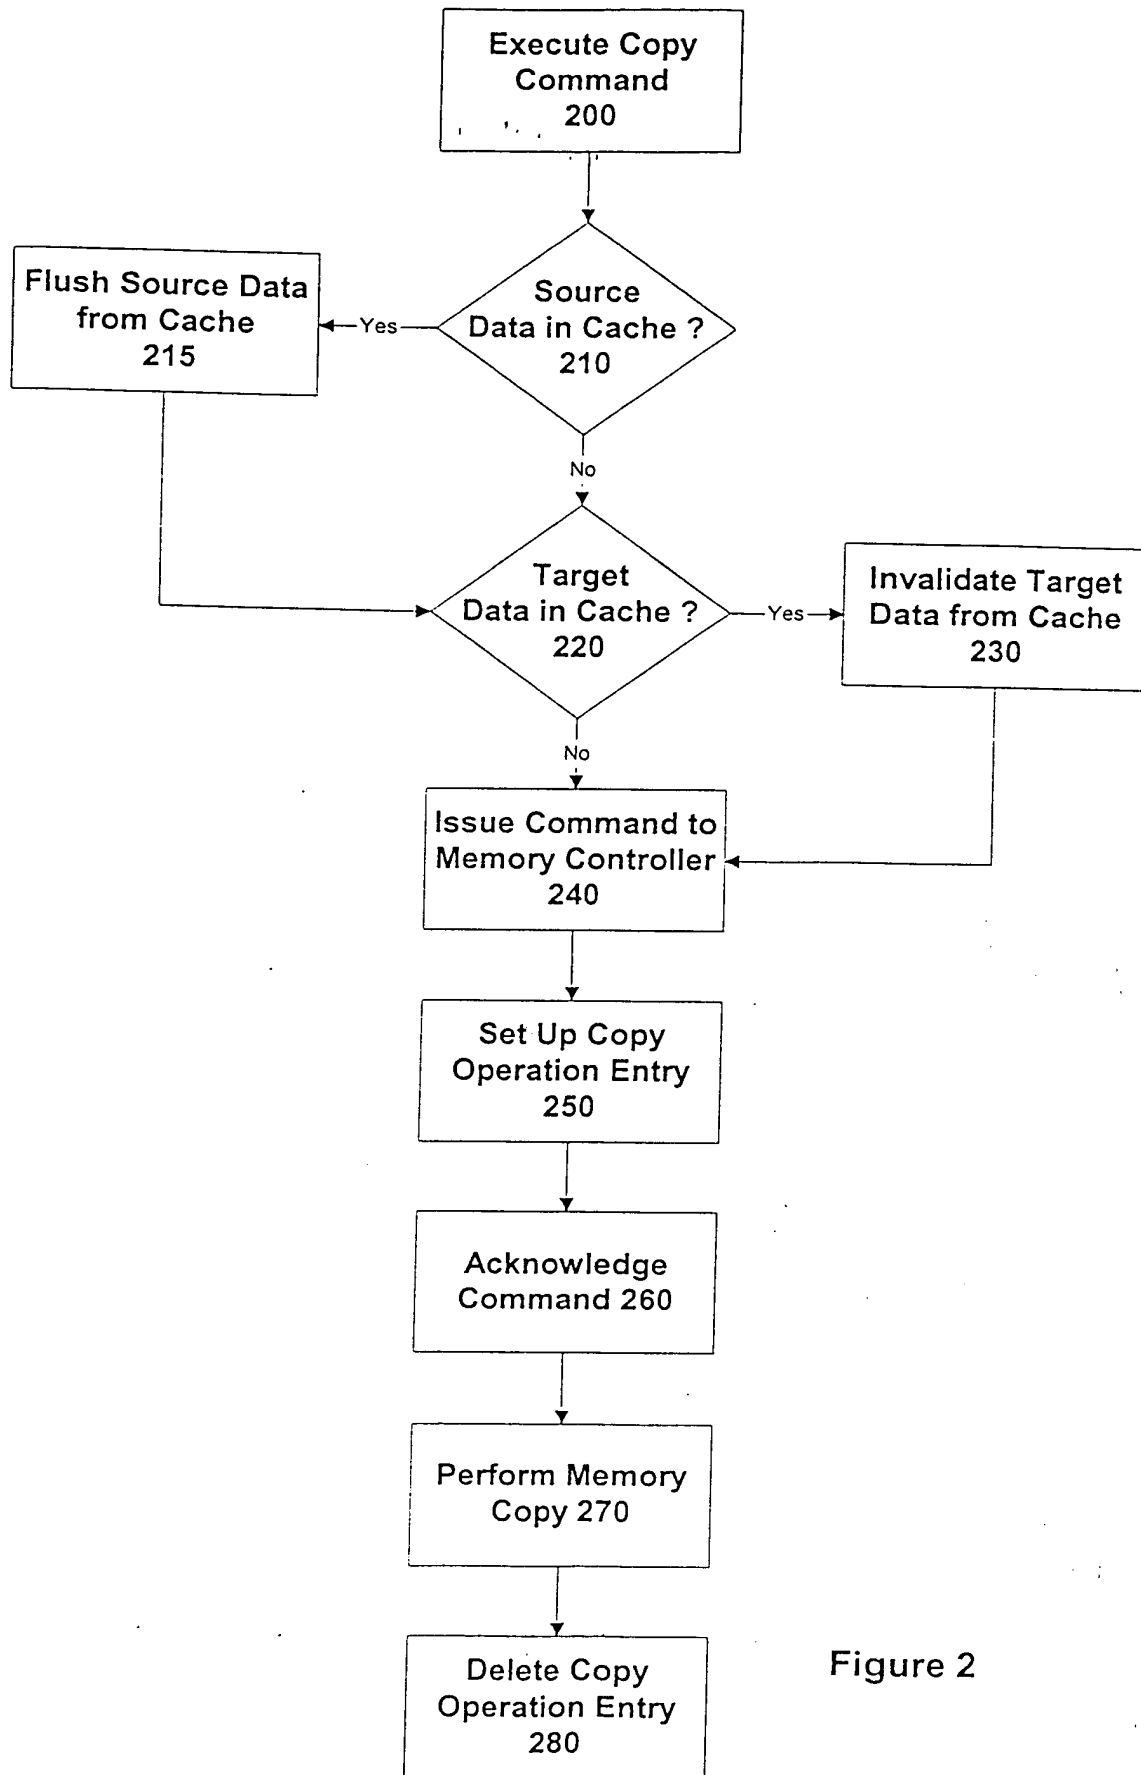 Execute Copy
Command
200
Flush Source Data
from Cache
215
Yes
Source
Data in Cache ?
210
No
Target
Data in Cache ?
220
Yes
Invalidate Target
Data from Cache
230
No
Issue Command to
Memory Controller
240
Set Up Copy
Operation Entry
250
Acknowledge
Command 260
Perform Memory
Copy 270
Delete Copy
Operation Entry
280
Figure 2